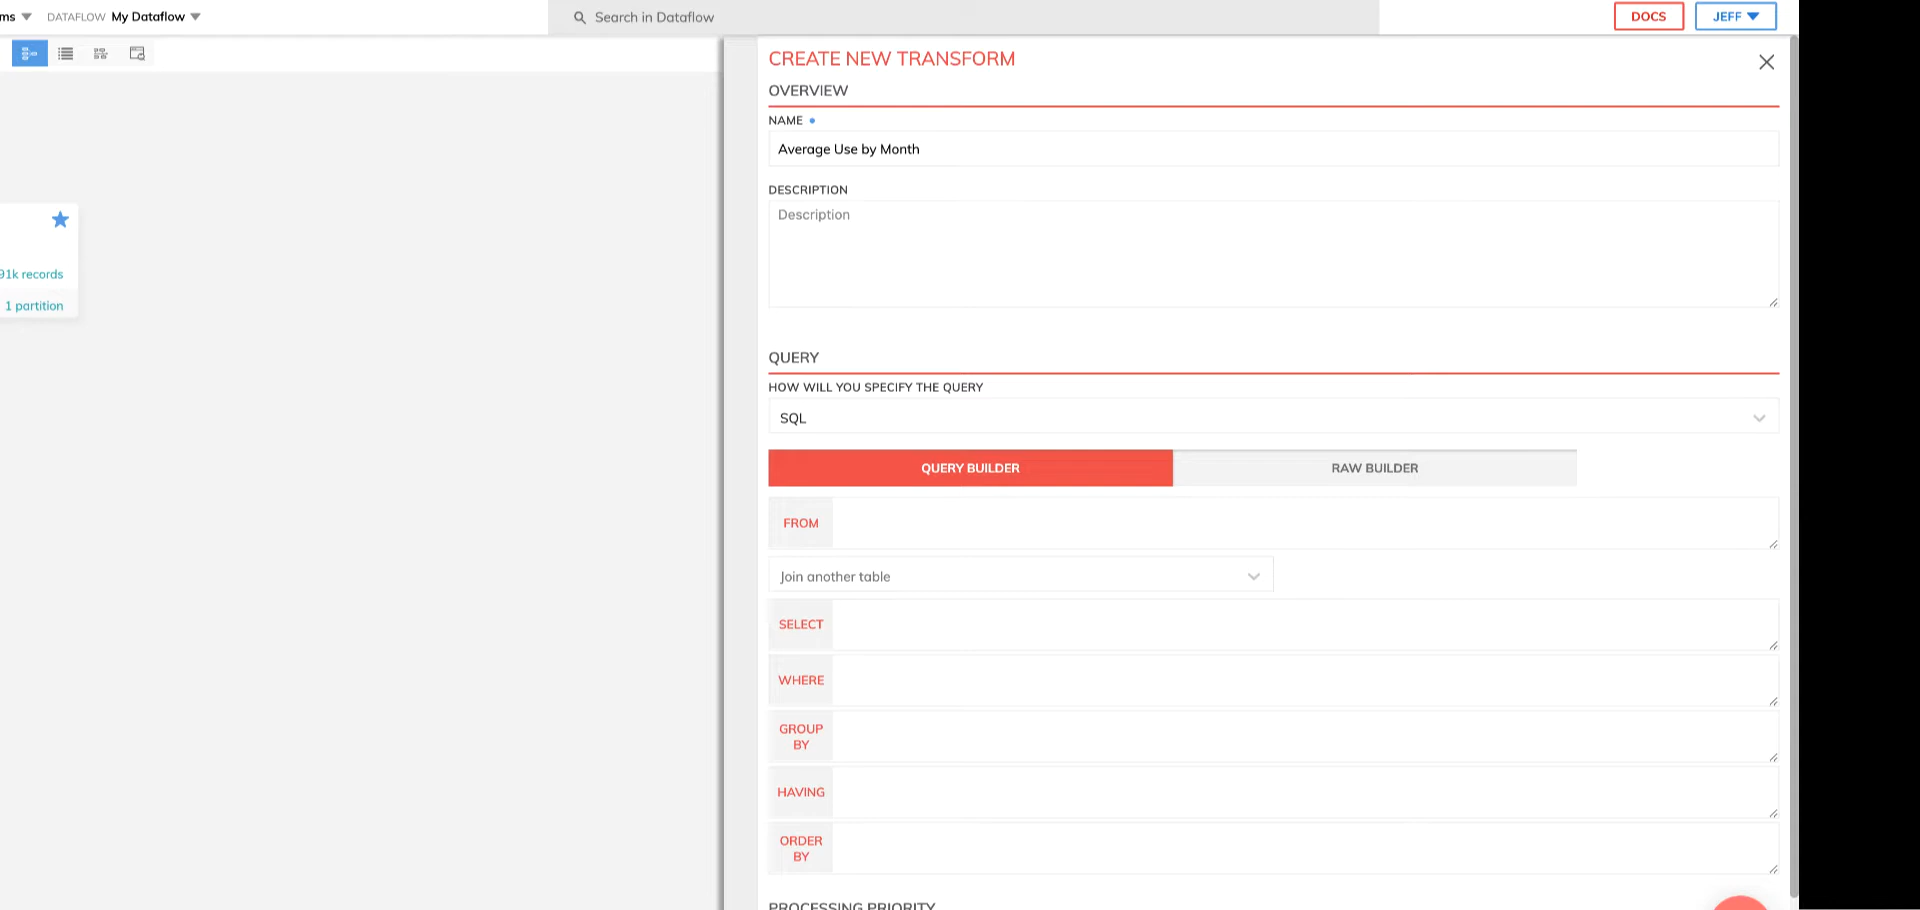 ms DATAFLOW My Dataflow Search in Dataflow DOCS JEFF
CREATE NEW TRANSFORM
OVERVIEW
NAME
Average Use by Month
DESCRIPTION
Description
91k records
1 partition
QUERY
HOW WILL YOU SPECIFY THE QUERY
SQL
QUERY BUILDER RAW BUILDER
FROM
Join another table
SELECT
WHERE
GROUP
BY
HAVING
ORDER
BY
PROCESSING PRIORITY